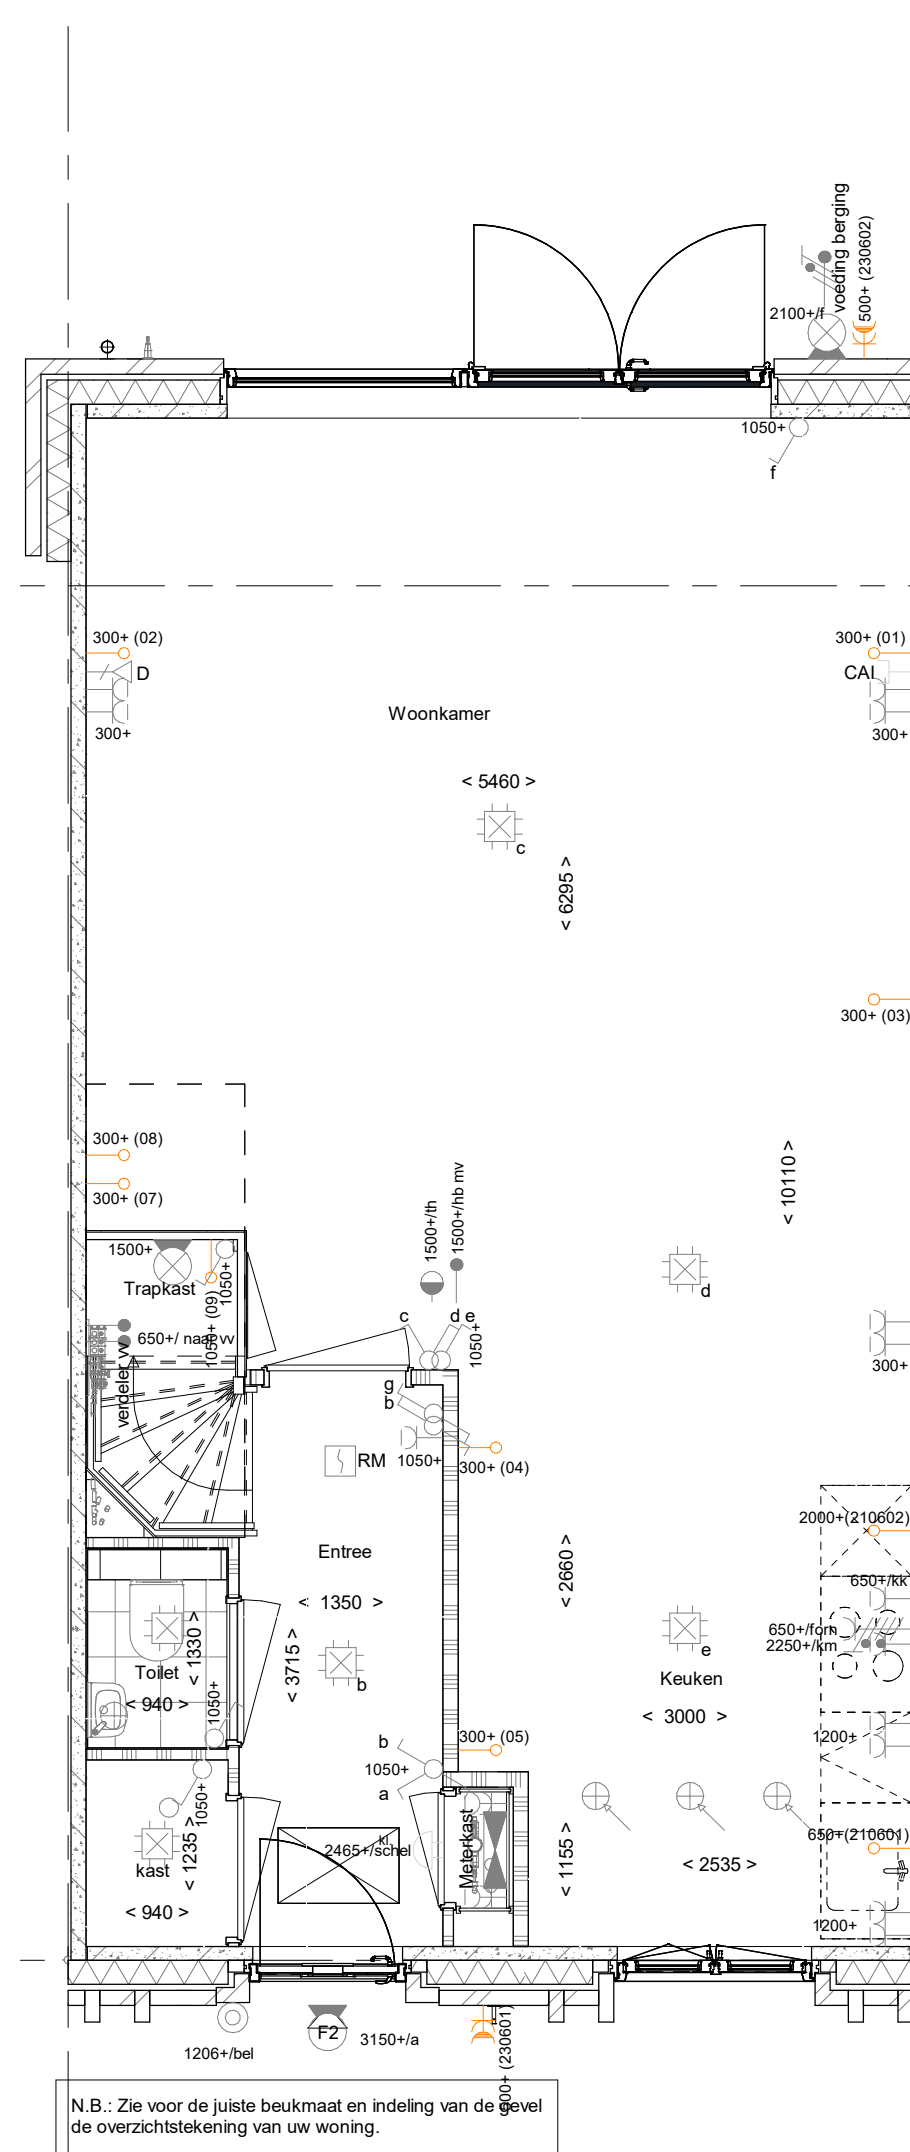 voeding berging
500+ (230602)
2100+/f
1050+
f
300+ (02)
D
300+
300+ (01)
CAI
300+
Woonkamer
< 5460 >
c
< 6295 >
300+ (03)
< 10110 >
300+ (08)
300+ (07)
1500+/th
1500+/hb mv
1500+
Trapkast
1050+
1050+ (09)
650+/ naar vv
verdeler vv
d
c
d e
1050+
g
b
1050+
300+ (04)
300+
RM
2000+(210602)
Entree
< 1350 >
< 2660 >
650+/kk
650+/forn
2250+/km
e
Keuken
< 3000 >
< 1330 >
Toilet
< 940 >
1050+
< 3715 >
b
300+ (05)
1200+
b
1050+
a
1050+
kast
< 1235 >
< 940 >
kl
2465+/schel
Meterkast
< 1155 >
< 2535 >
650+(210601)
1200+
F2
3150+/a
1206+/bel
(230601)
N.B.: Zie voor de juiste beukmaat en indeling van de gevel
de overzichtstekening van uw woning.